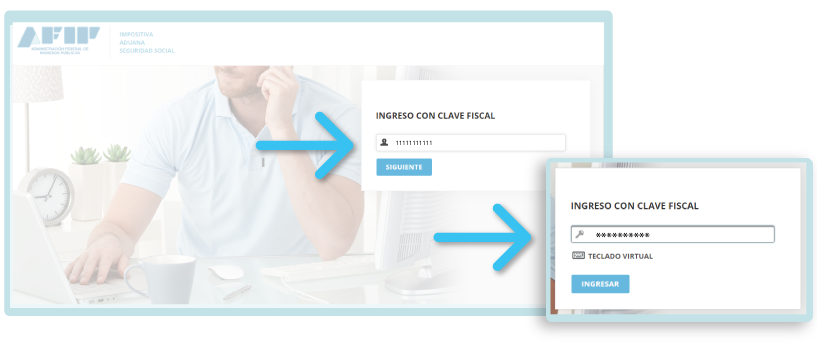 AFIP
ADMINISTRACIÓN FEDERAL DE
INGRESOS PÚBLICOS
IMPOSITIVA
ADUANA
SEGURIDAD SOCIAL
INGRESO CON CLAVE FISCAL
11111111111
SIGUIENTE
INGRESO CON CLAVE FISCAL
**********
TECLADO VIRTUAL
INGRESAR